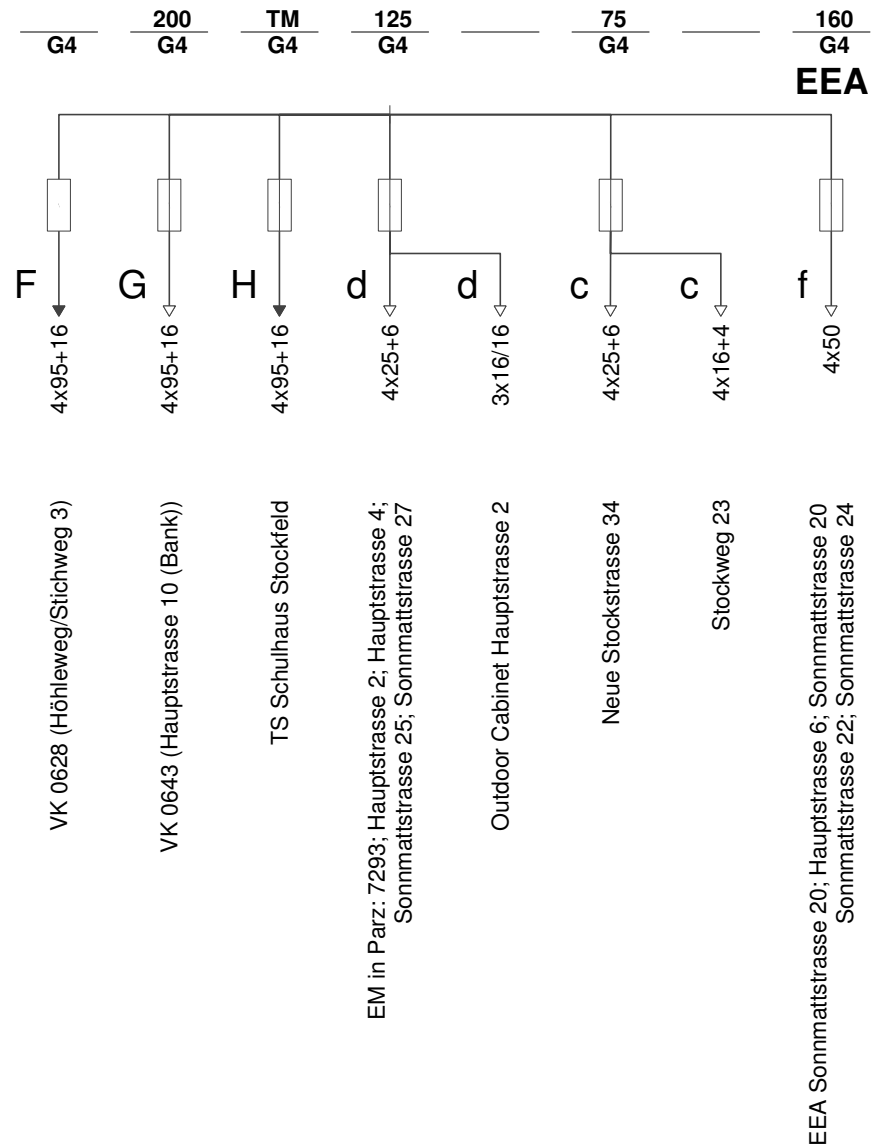 200 TM 125 75 160
G4 G4 G4 G4 G4 G4
EEA
F G H d d c c f
4x95+16
4x95+16
4x95+16
4x25+6
3x16/16
4x25+6
4x16+4
4x50
VK 0628 (Höhleweg/Stichweg 3)
VK 0643 (Hauptstrasse 10 (Bank))
TS Schulhaus Stockfeld
EM in Parz: 7293; Hauptstrasse 2; Hauptstrasse 4;
Sonnmattstrasse 25; Sonnmattstrasse 27
Outdoor Cabinet Hauptstrasse 2
Neue Stockstrasse 34
Stockweg 23
EEA Sonnmattstrasse 20; Hauptstrasse 6; Sonnmattstrasse 20
Sonnmattstrasse 22; Sonnmattstrasse 24